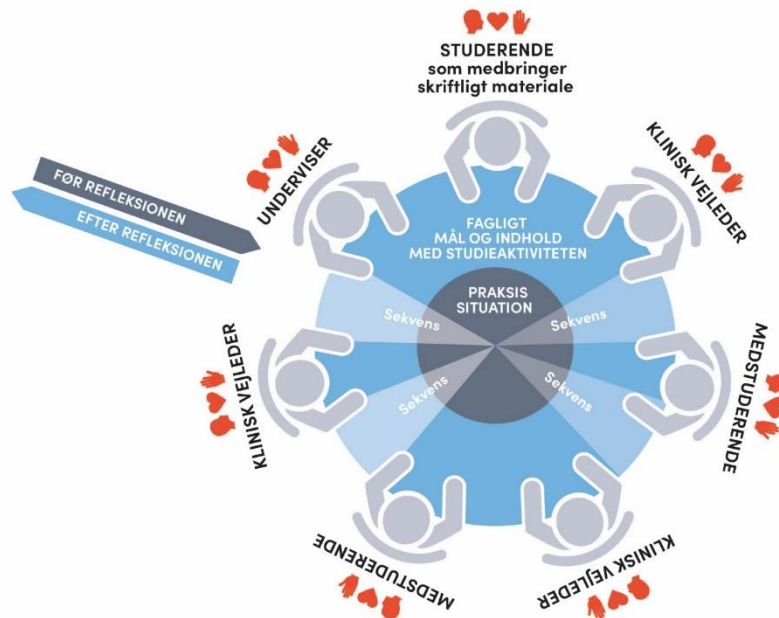 STUDERENDE
som medbringer
skriftligt materiale
UNDERVISER
KLINISK VEJLEDER
FØR REFLEKSIONEN
EFTER REFLEKSIONEN
FAGLIGT
MÅL OG INDHOLD
MED STUDIEAKTIVITETEN
PRAKSIS
SITUATION
Sekvens
Sekvens
Sekvens
Sekvens
KLINISK VEJLEDER
MEDSTUDERENDE
MEDSTUDERENDE
KLINISK VEJLEDER